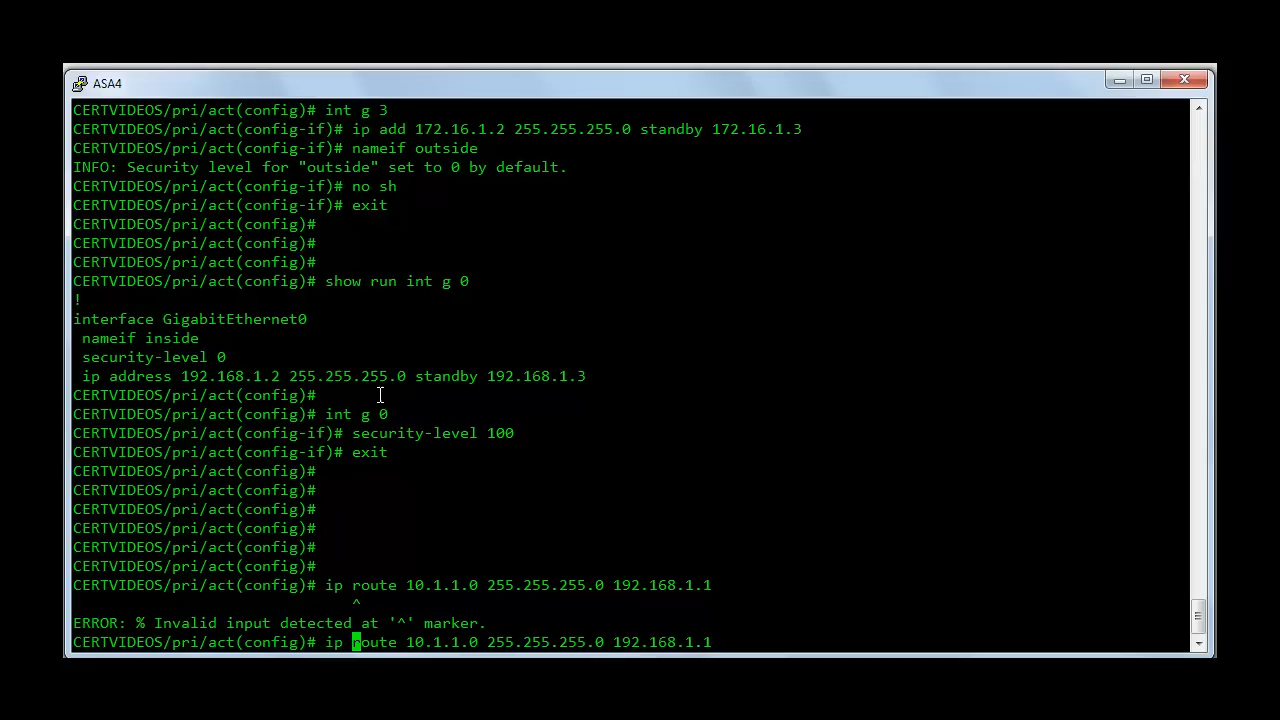 ASA4
CERTVIDEOS/pri/act(config)# int g 3
CERTVIDEOS/pri/act(config-if)# ip add 172.16.1.2 255.255.255.0 standby 172.16.1.3
CERTVIDEOS/pri/act(config-if)# nameif outside
INFO: Security level for "outside" set to 0 by default.
CERTVIDEOS/pri/act(config-if)# no sh
CERTVIDEOS/pri/act(config-if)# exit
CERTVIDEOS/pri/act(config)#
CERTVIDEOS/pri/act(config)#
CERTVIDEOS/pri/act(config)#
CERTVIDEOS/pri/act(config)# show run int g 0
!
interface GigabitEthernet0
 nameif inside
 security-level 0
 ip address 192.168.1.2 255.255.255.0 standby 192.168.1.3
CERTVIDEOS/pri/act(config)#
CERTVIDEOS/pri/act(config)# int g 0
CERTVIDEOS/pri/act(config-if)# security-level 100
CERTVIDEOS/pri/act(config-if)# exit
CERTVIDEOS/pri/act(config)#
CERTVIDEOS/pri/act(config)#
CERTVIDEOS/pri/act(config)#
CERTVIDEOS/pri/act(config)#
CERTVIDEOS/pri/act(config)#
CERTVIDEOS/pri/act(config)#
CERTVIDEOS/pri/act(config)# ip route 10.1.1.0 255.255.255.0 192.168.1.1
                               ^
ERROR: % Invalid input detected at '^' marker.
CERTVIDEOS/pri/act(config)# ip route 10.1.1.0 255.255.255.0 192.168.1.1